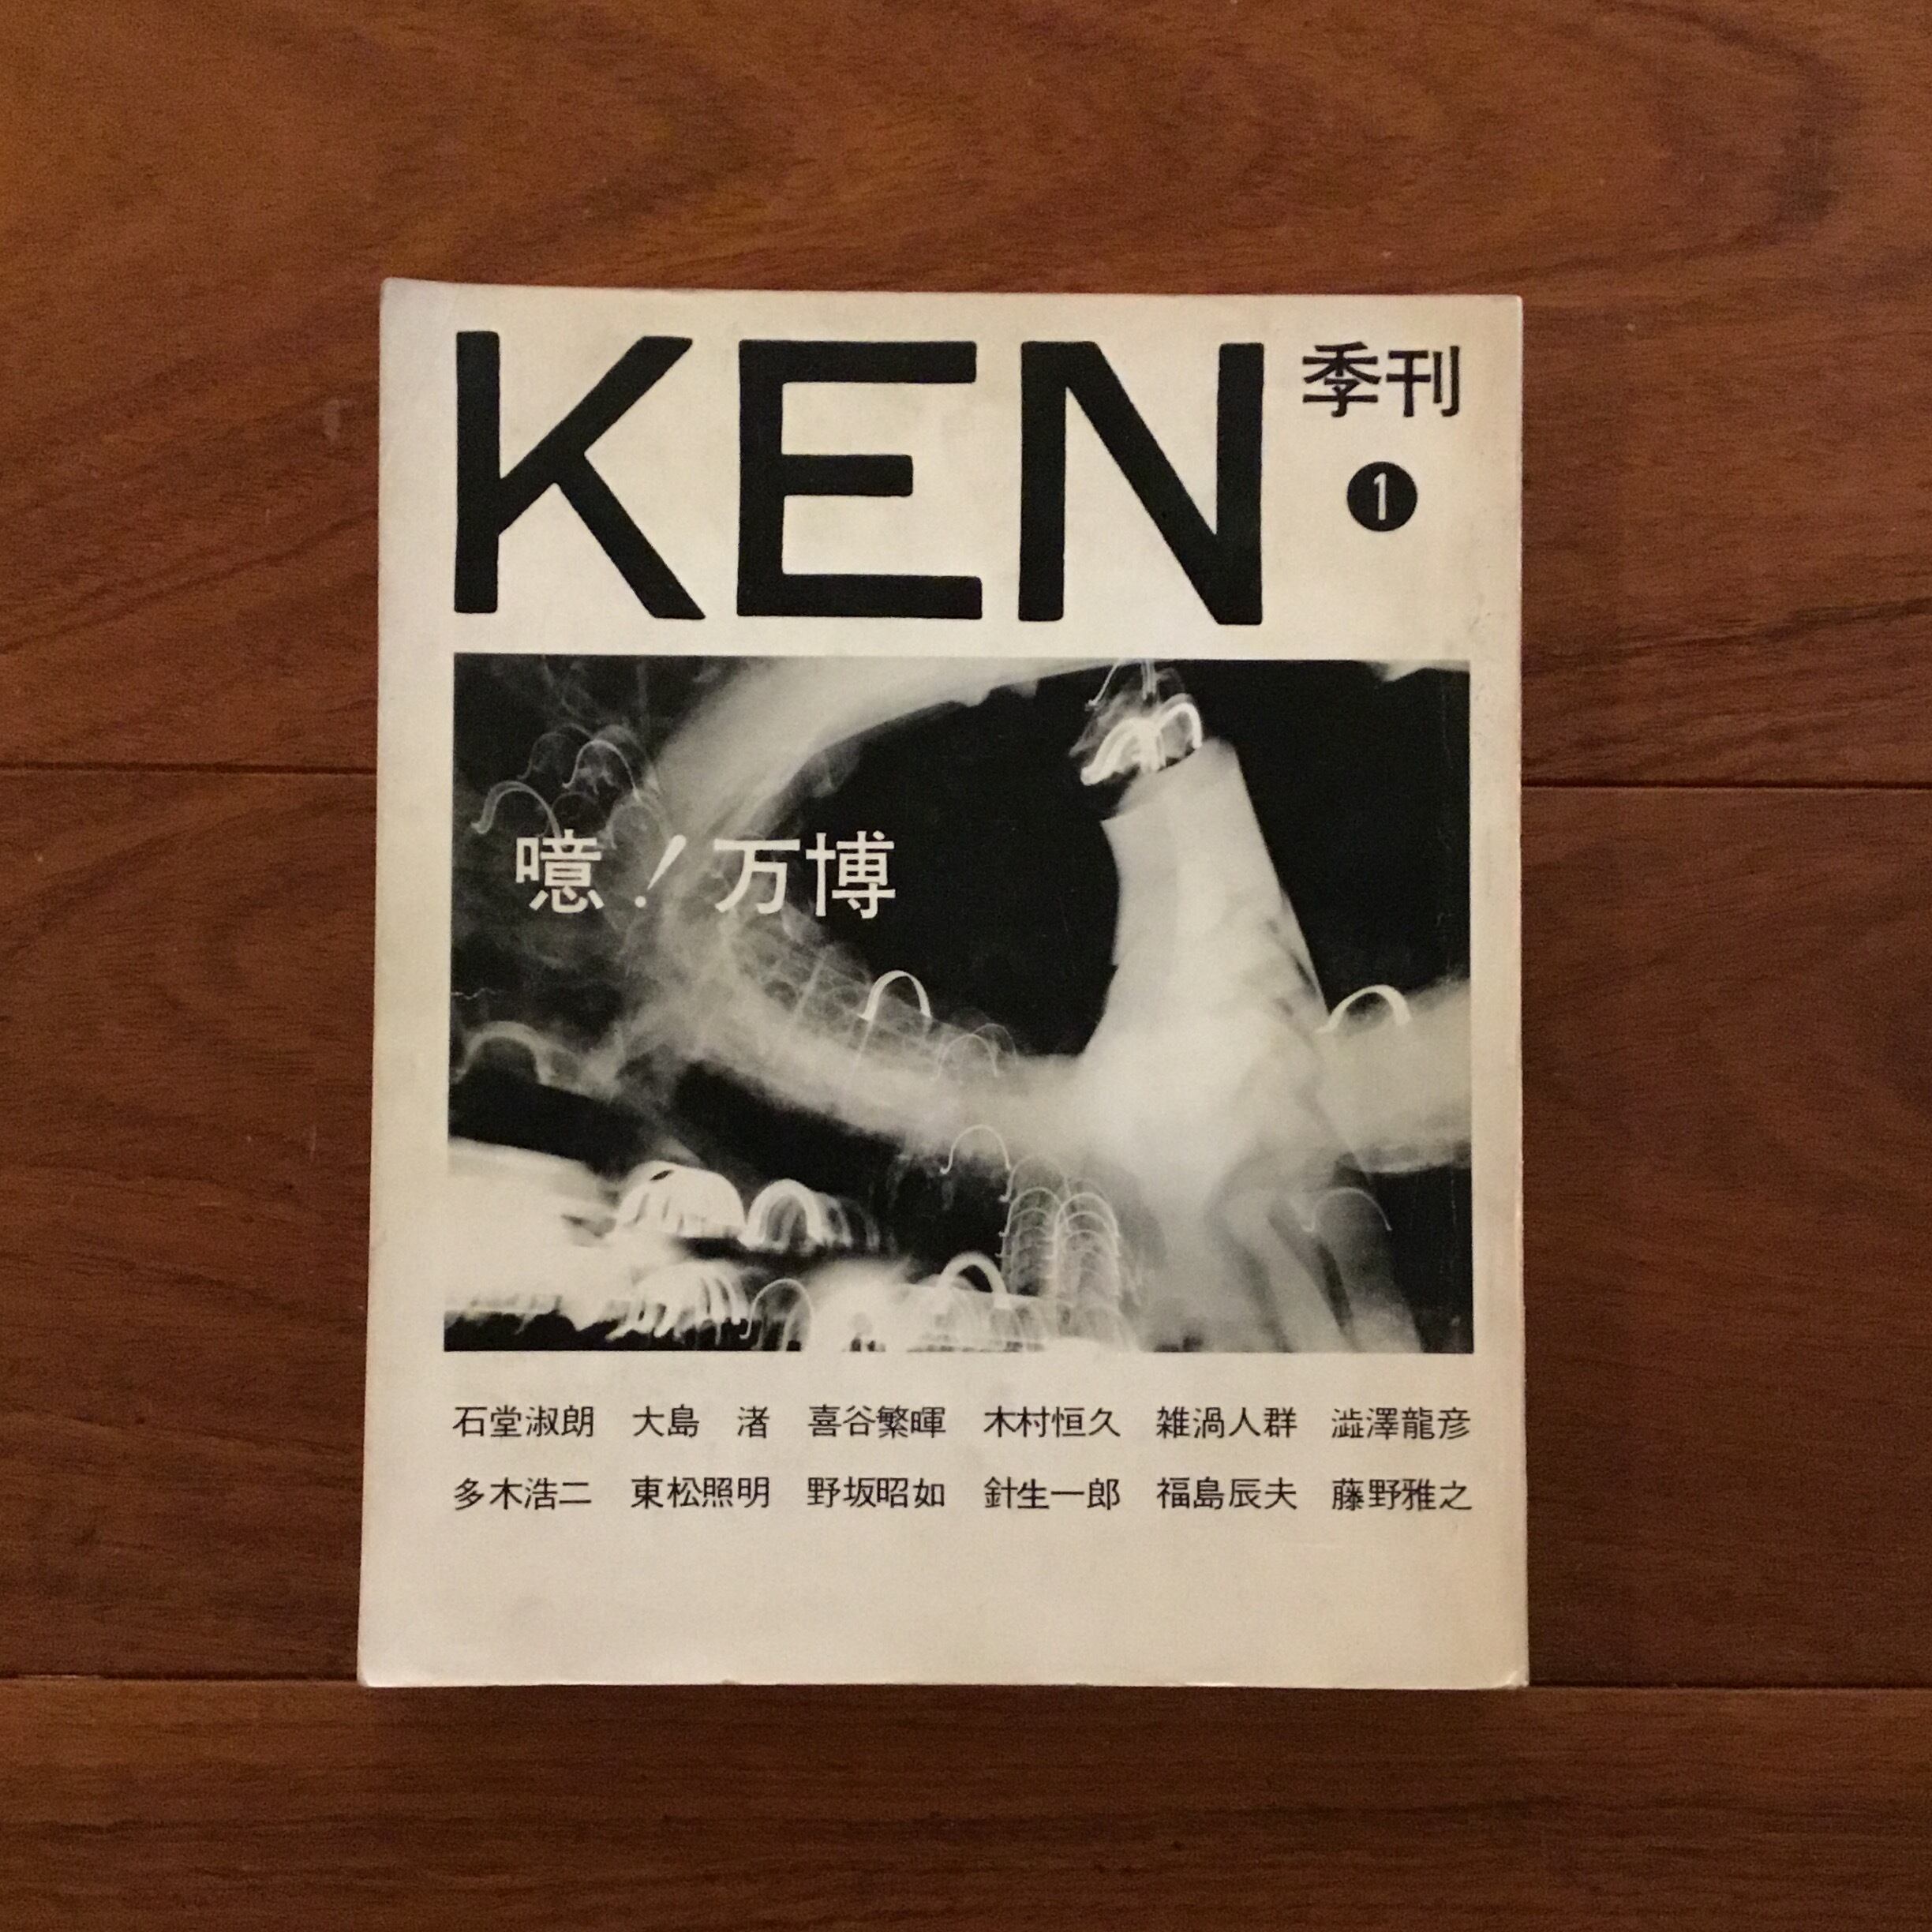 KEN
季刊
1
噫!万博
石堂淑朗 大島 渚 喜谷繁暉 木村恒久 雑渦人群 澁澤龍彦
多木浩二 東松照明 野坂昭如 針生一郎 福島辰夫 藤野雅之